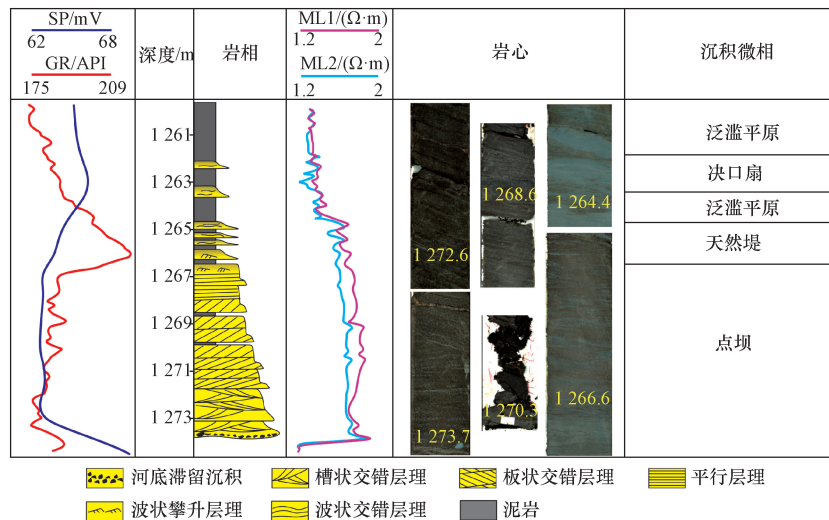 SP/mV
62 68
GR/API
175 209
深度/m
岩相
ML1/(Ω·m)
1.2 2
ML2/(Ω·m)
1.2 2
岩心
沉积微相
1 261
1 263
1 265
1 267
1 269
1 271
1 273
1 272.6
1 273.7
1 268.6
1 270.3
1 264.4
1 266.6
泛滥平原
决口扇
泛滥平原
天然堤
点坝
河底滞留沉积 槽状交错层理 板状交错层理 平行层理
波状攀升层理 波状交错层理 泥岩